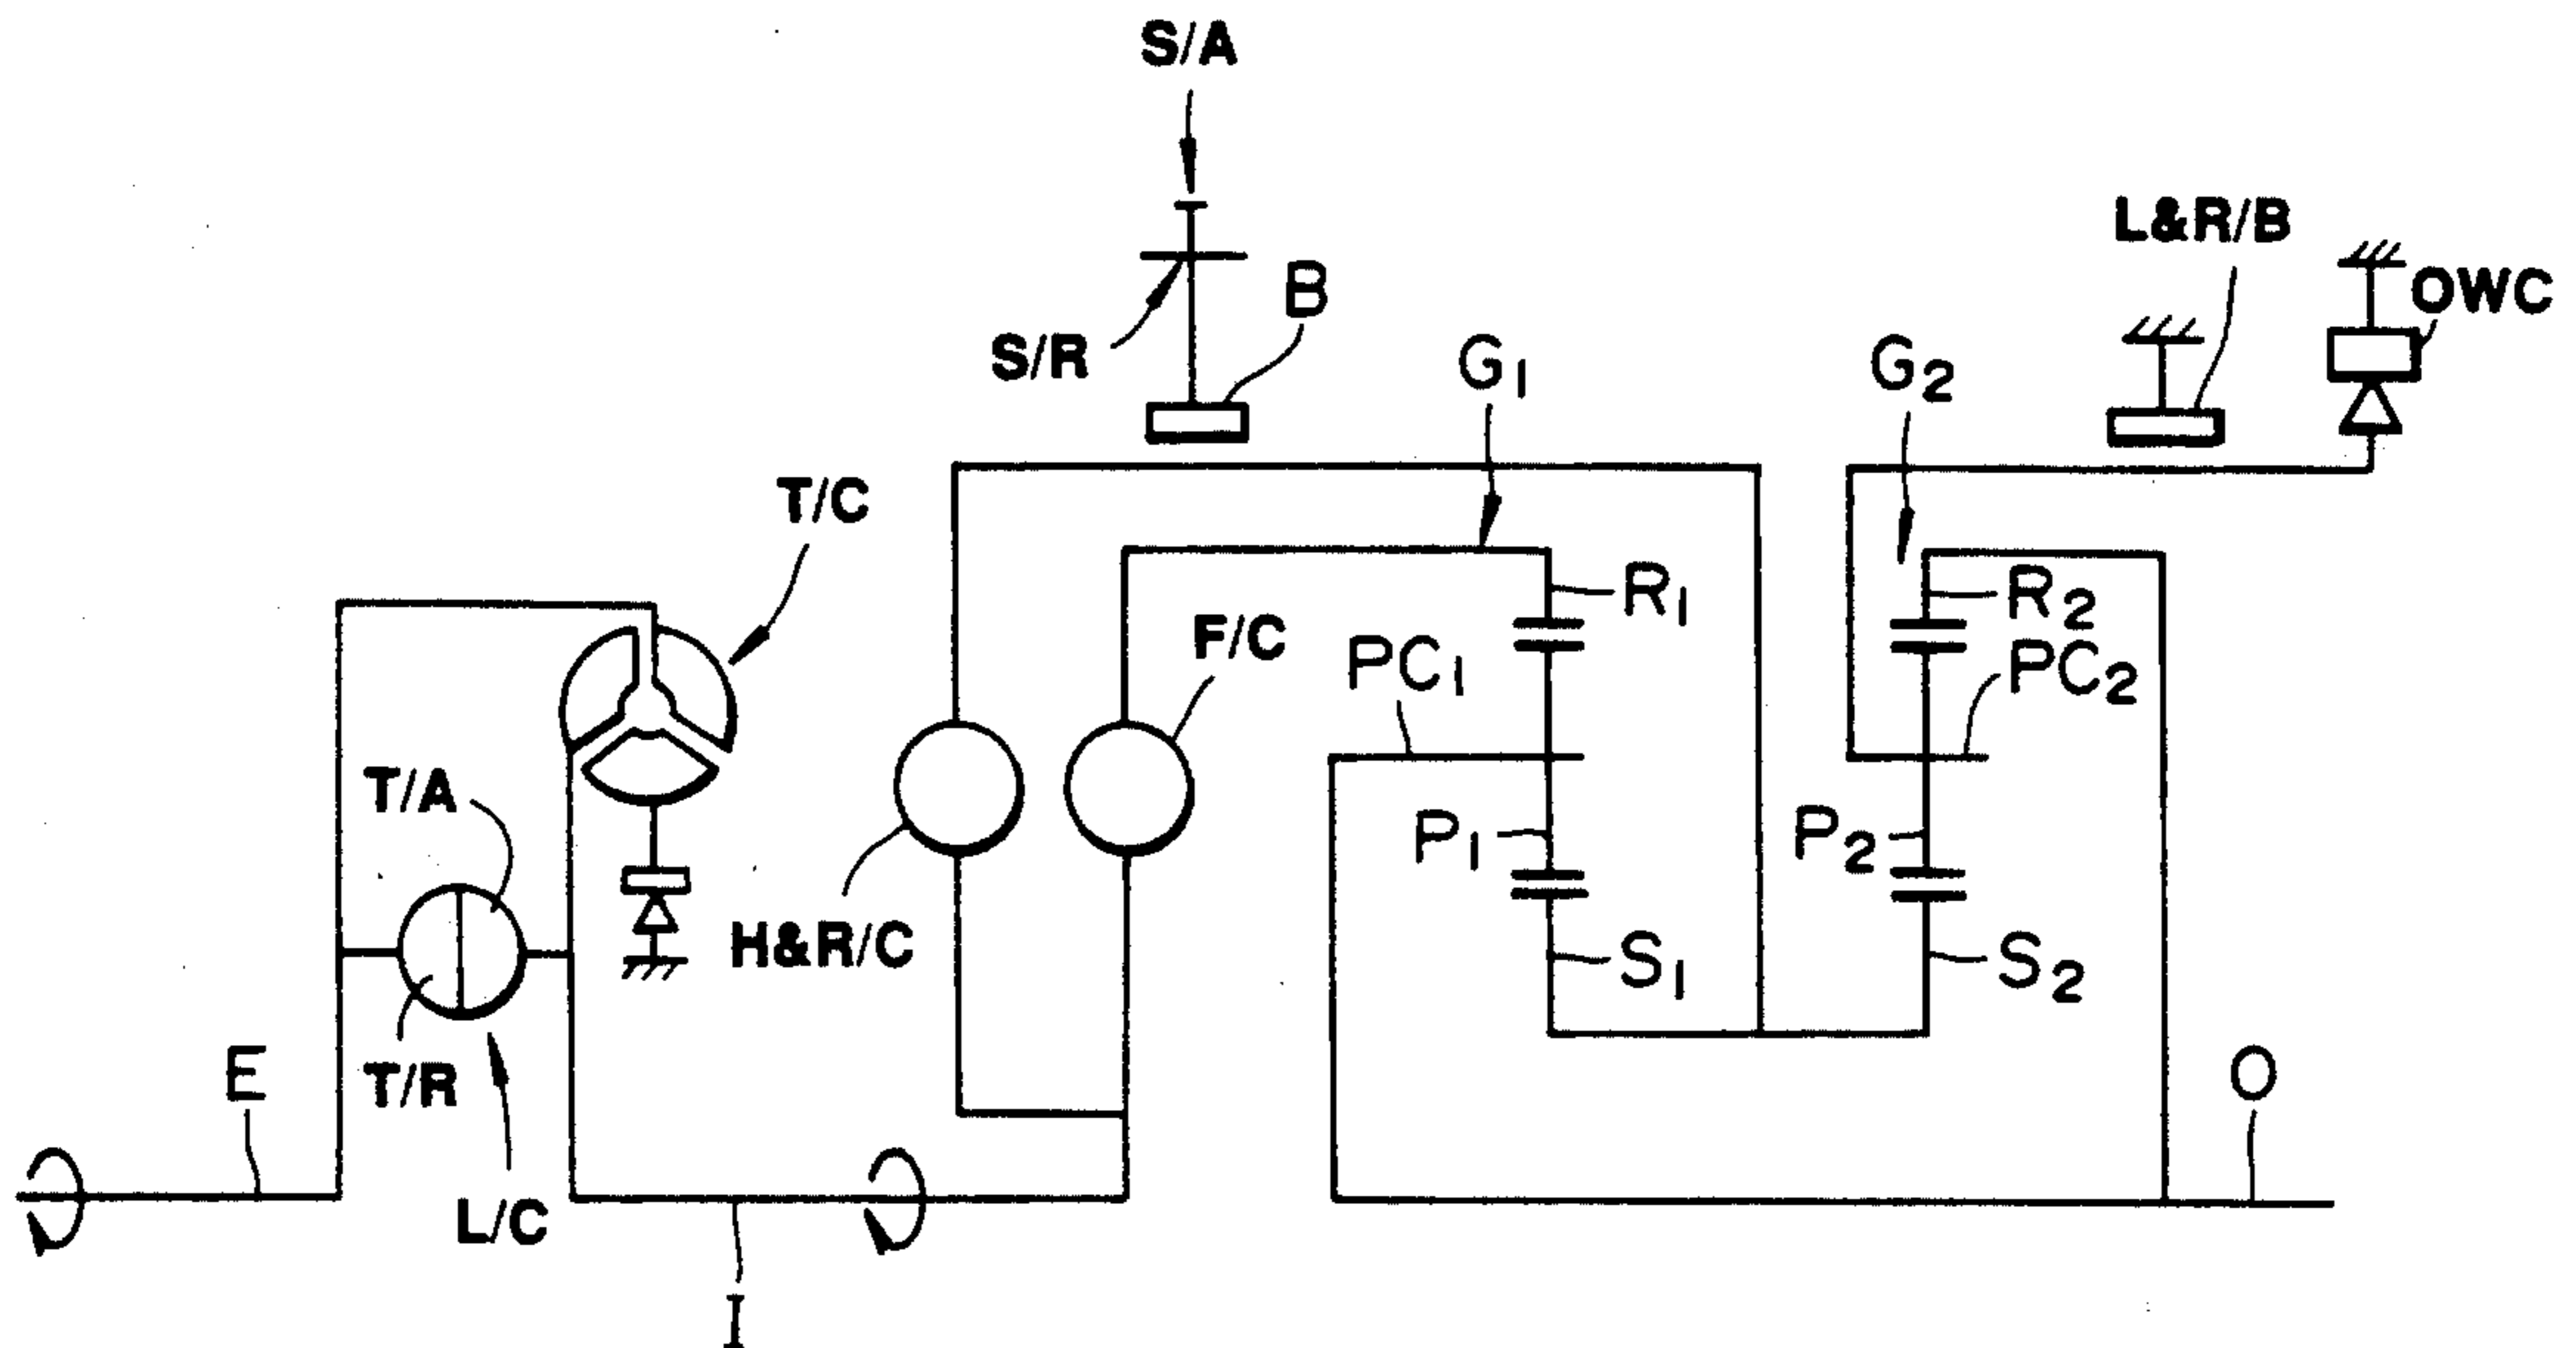 S/A
L&R/B
OWC
B
S/R
G1
G2
T/C
R1
R2
F/C
PC1
PC2
T/A
P1
P2
H&R/C
S1
S2
E
T/R
O
L/C
I